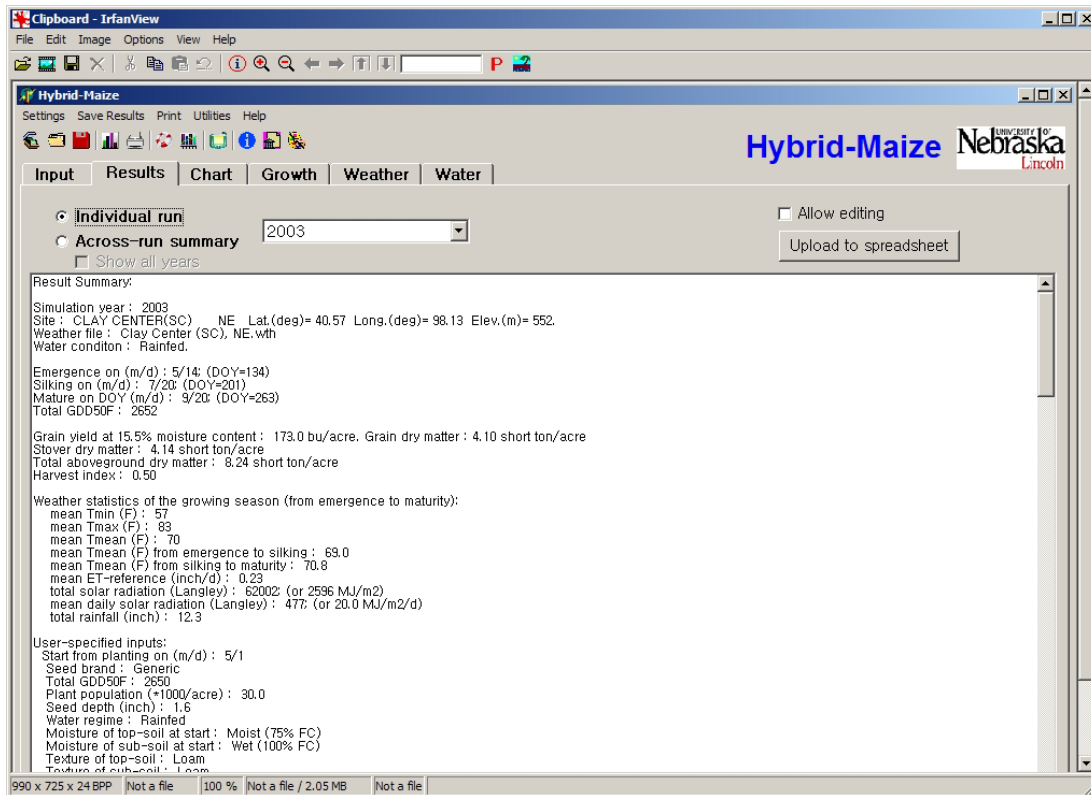 Clipboard - IrfanView
File Edit Image Options View Help
P
Hybrid-Maize
Settings Save Results Print Utilities Help
Hybrid-Maize
UNIVERSITY OF
Nebraska
Lincoln
Input Results Chart Growth Weather Water
Individual run
2003
Allow editing
Across-run summary
Upload to spreadsheet
Show all years
Result Summary:
Simulation year : 2003
Site : CLAY CENTER(SC) NE Lat.(deg)= 40.57 Long.(deg)= 98.13 Elev.(m)= 552.
Weather file : Clay Center (SC), NE.wth
Water conditon : Rainfed.
Emergence on (m/d) : 5/14; (DOY=134)
Silking on (m/d) : 7/20; (DOY=201)
Mature on DOY (m/d) : 9/20; (DOY=263)
Total GDD50F : 2652
Grain yield at 15.5% moisture content : 173.0 bu/acre. Grain dry matter : 4.10 short ton/acre
Stover dry matter : 4.14 short ton/acre
Total aboveground dry matter : 8.24 short ton/acre
Harvest index : 0.50
Weather statistics of the growing season (from emergence to maturity):
mean Tmin (F) : 57
mean Tmax (F) : 83
mean Tmean (F) : 70
mean Tmean (F) from emergence to silking : 69.0
mean Tmean (F) from silking to maturity : 70.8
mean ET-reference (inch/d) : 0.23
total solar radiation (Langley) : 62002; (or 2596 MJ/m2)
mean daily solar radiation (Langley) : 477; (or 20.0 MJ/m2/d)
total rainfall (inch) : 12.3
User-specified inputs:
Start from planting on (m/d) : 5/1
Seed brand : Generic
Total GDD50F : 2650
Plant population (*1000/acre) : 30.0
Seed depth (inch) : 1.6
Water regime : Rainfed
Moisture of top-soil at start : Moist (75% FC)
Moisture of sub-soil at start : Wet (100% FC)
Texture of top-soil : Loam
Texture of sub-soil : Loam
990 x 725 x 24 BPP Not a file 100 % Not a file / 2.05 MB Not a file